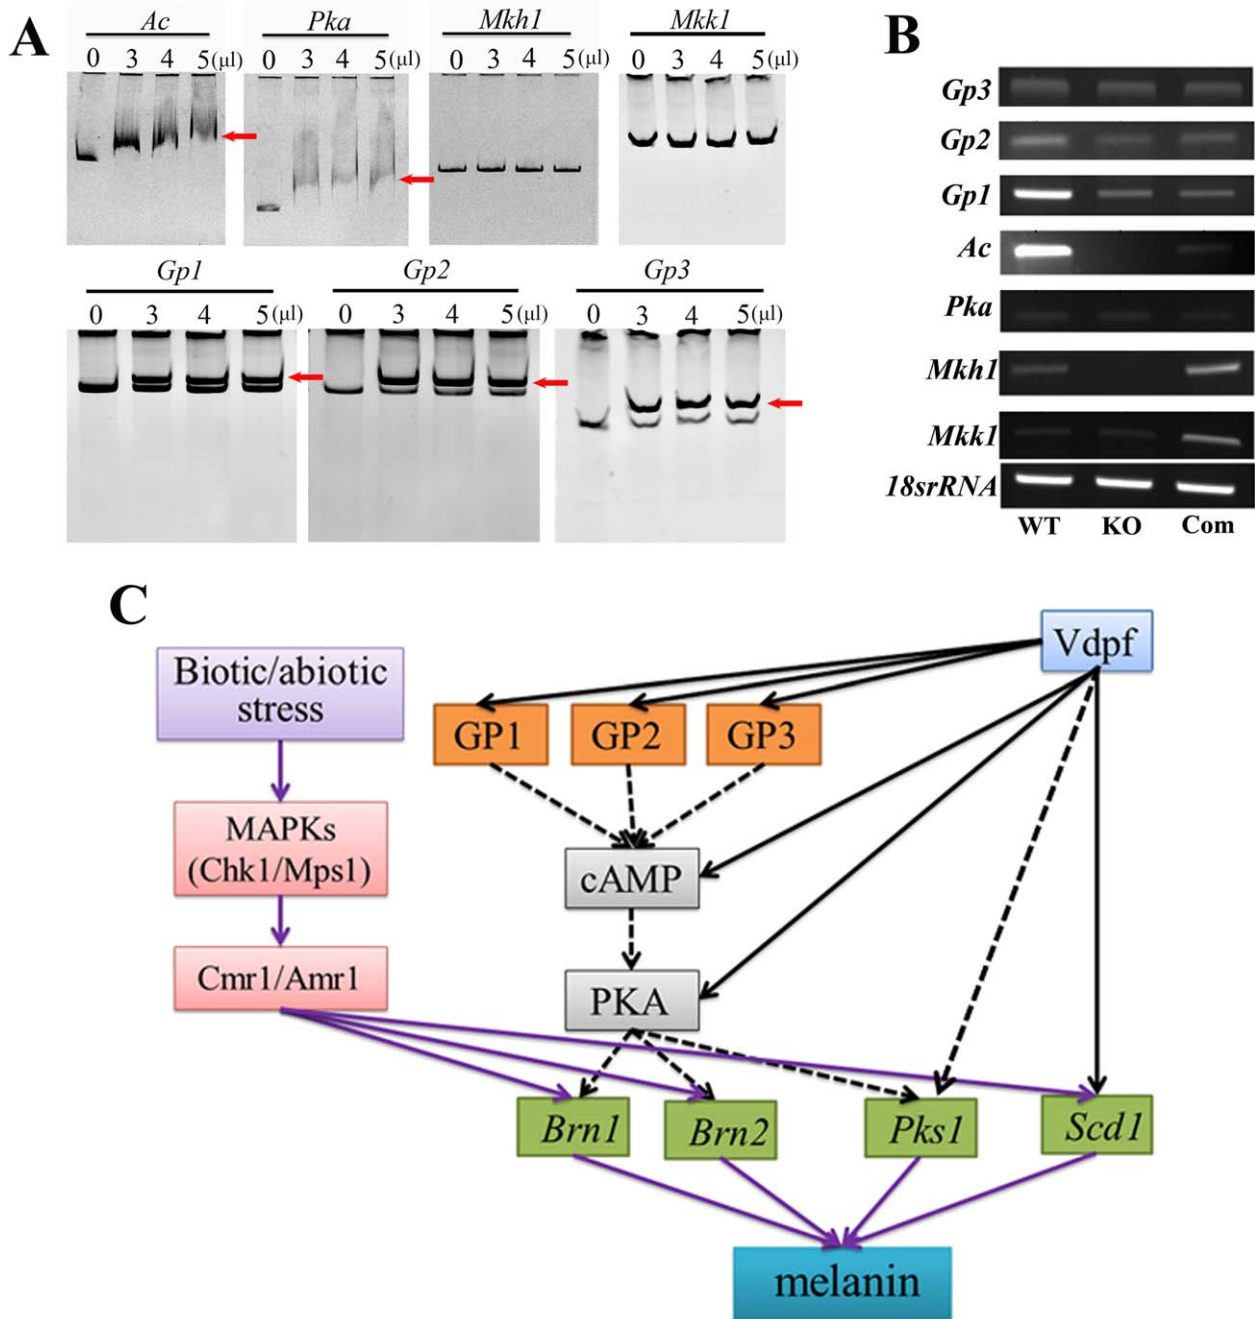 A
Ac
Pka
Mkh1
Mkk1
0 3 4 5(μl)
0 3 4 5(μl)
0 3 4 5(μl)
0 3 4 5(μl)
Gp1
Gp2
Gp3
0 3 4 5(μl)
0 3 4 5(μl)
0 3 4 5(μl)
B
Gp3
Gp2
Gp1
Ac
Pka
Mkh1
Mkk1
18srRNA
WT KO Com
C
Vdpf
Biotic/abiotic
stress
GP1
GP2
GP3
MAPKs
(Chk1/Mps1)
cAMP
Cmr1/Amr1
PKA
Brn1
Brn2
Pks1
Scd1
melanin